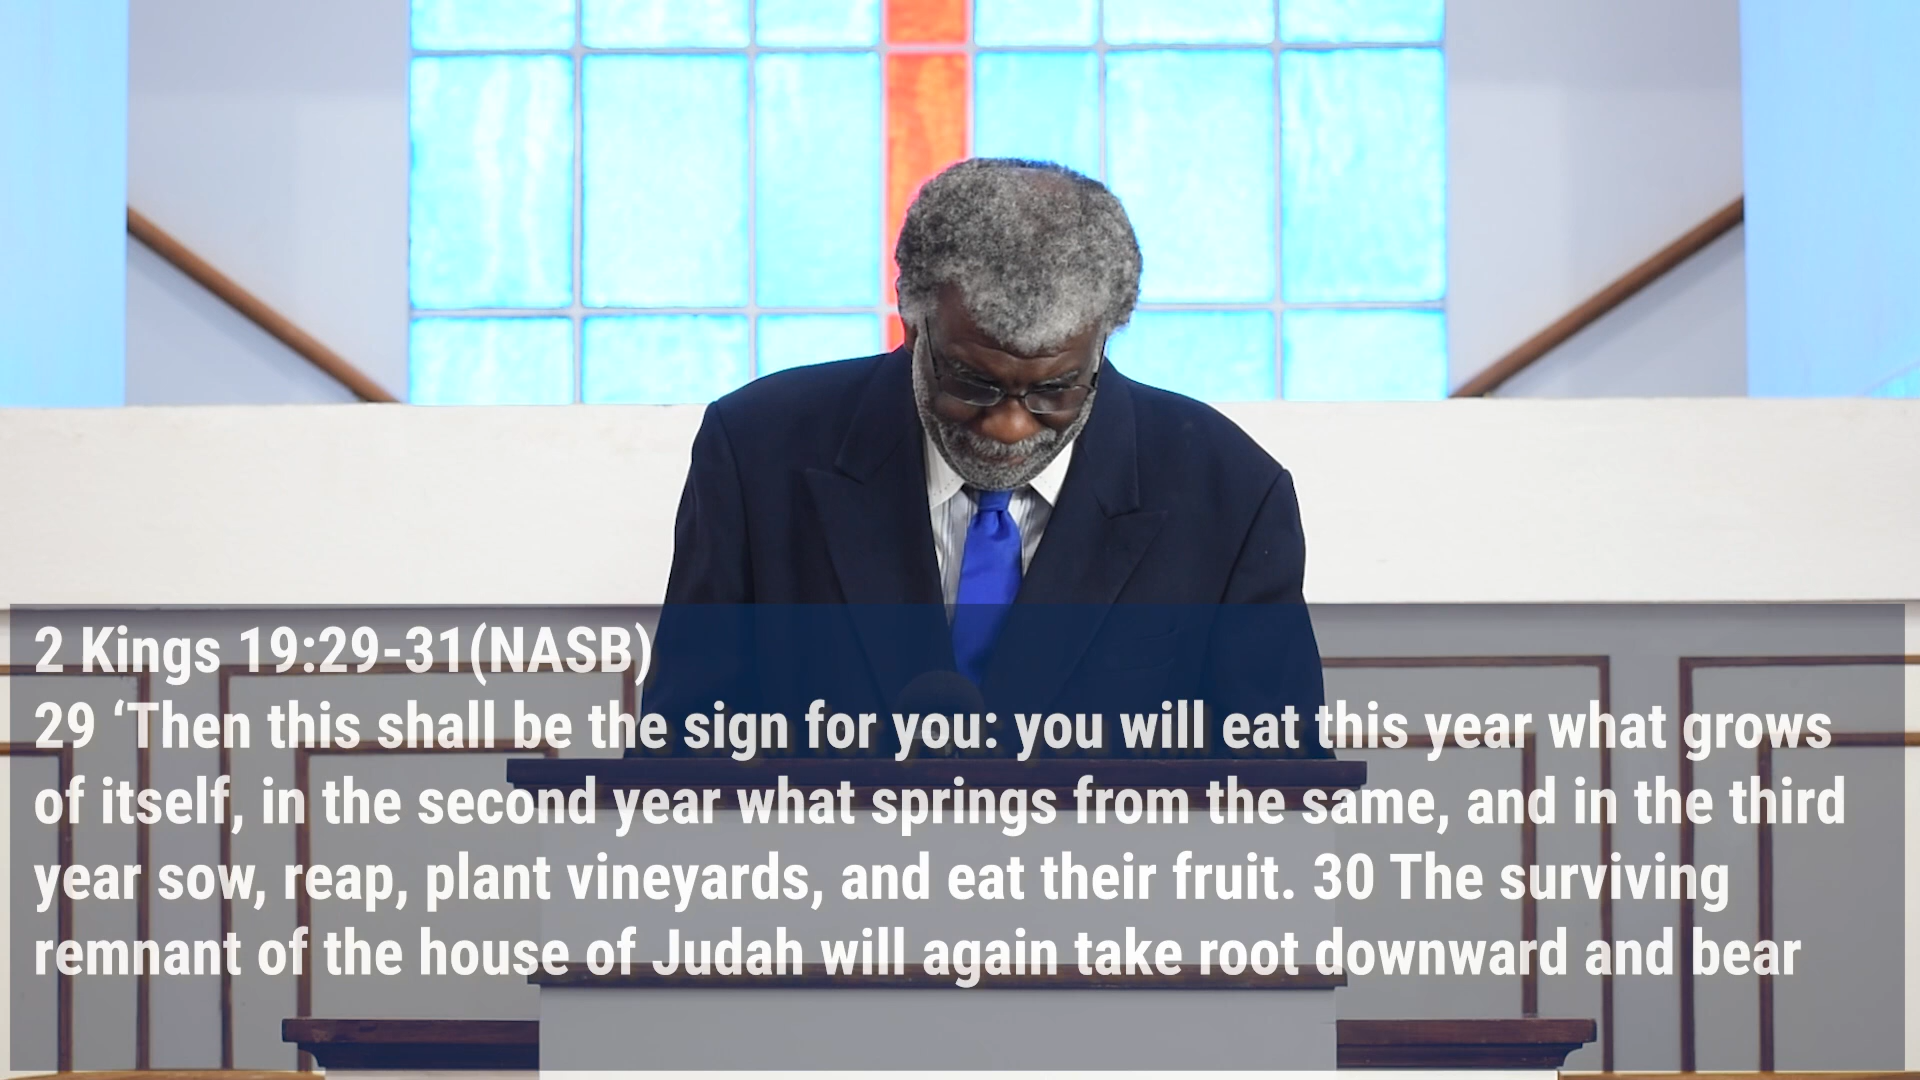 2 Kings 19:29-31(NASB)
29 ‘Then this shall be the sign for you: you will eat this year what grows
of itself, in the second year what springs from the same, and in the third
year sow, reap, plant vineyards, and eat their fruit. 30 The surviving
remnant of the house of Judah will again take root downward and bear